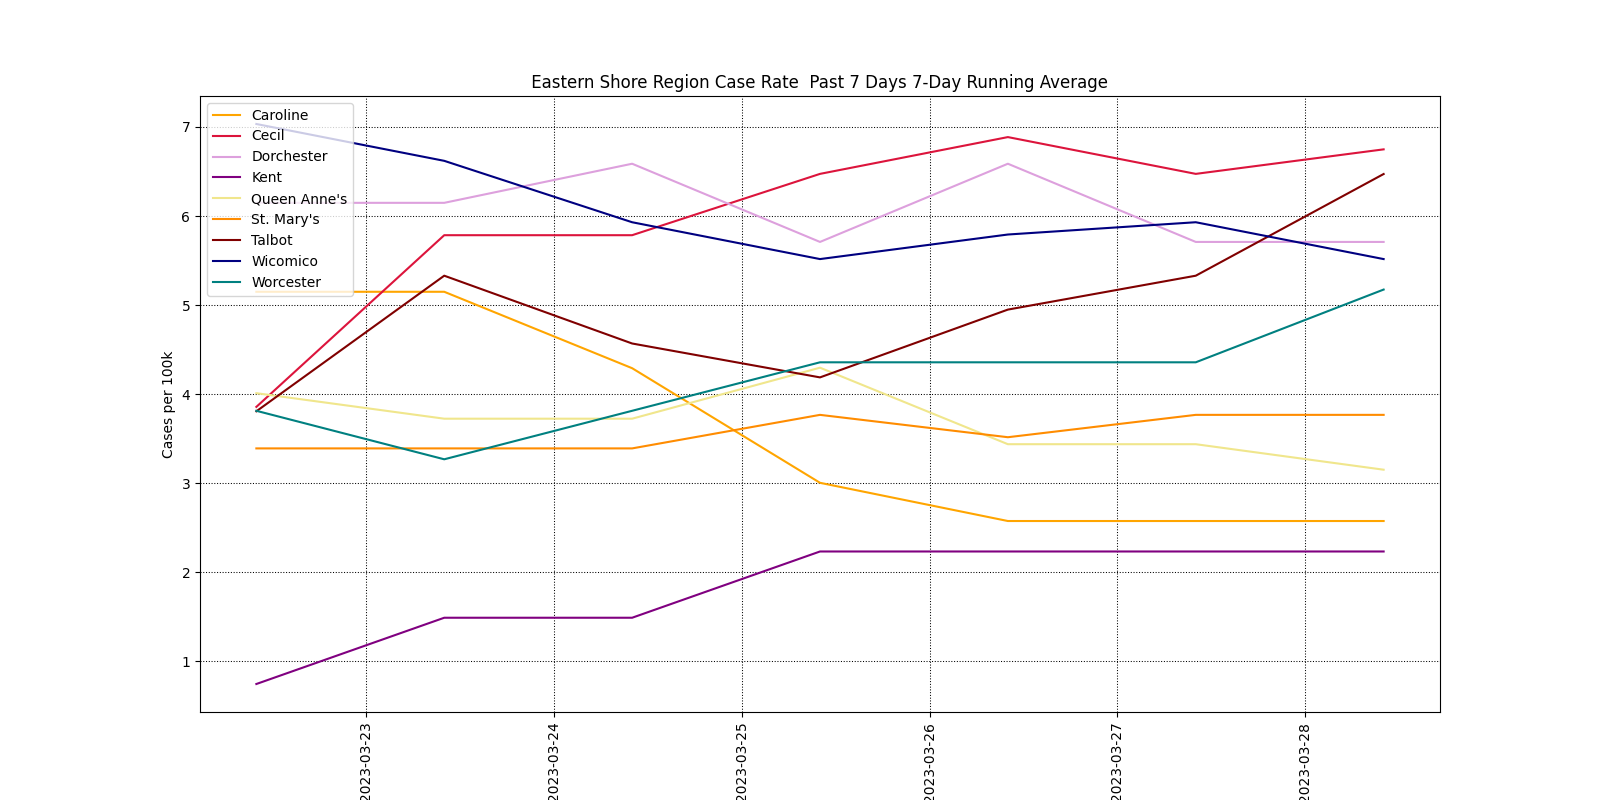 Eastern Shore Region Case Rate  Past 7 Days 7-Day Running Average
Caroline
Cecil
Dorchester
Kent
Queen Anne's
St. Mary's
Talbot
Wicomico
Worcester
Cases per 100k
7
6
5
4
3
2
1
2023-03-23
2023-03-24
2023-03-25
2023-03-26
2023-03-27
2023-03-28